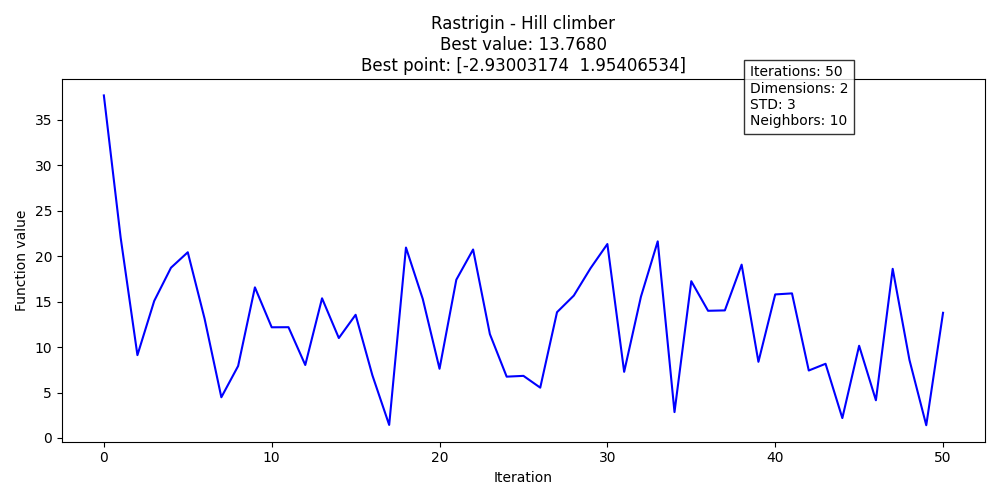 Rastrigin - Hill climber
Best value: 13.7680
Best point: [-2.93003174  1.95406534]
Iterations: 50
Dimensions: 2
STD: 3
Neighbors: 10
Function value
35
30
25
20
15
10
5
0
0 10 20 30 40 50
Iteration